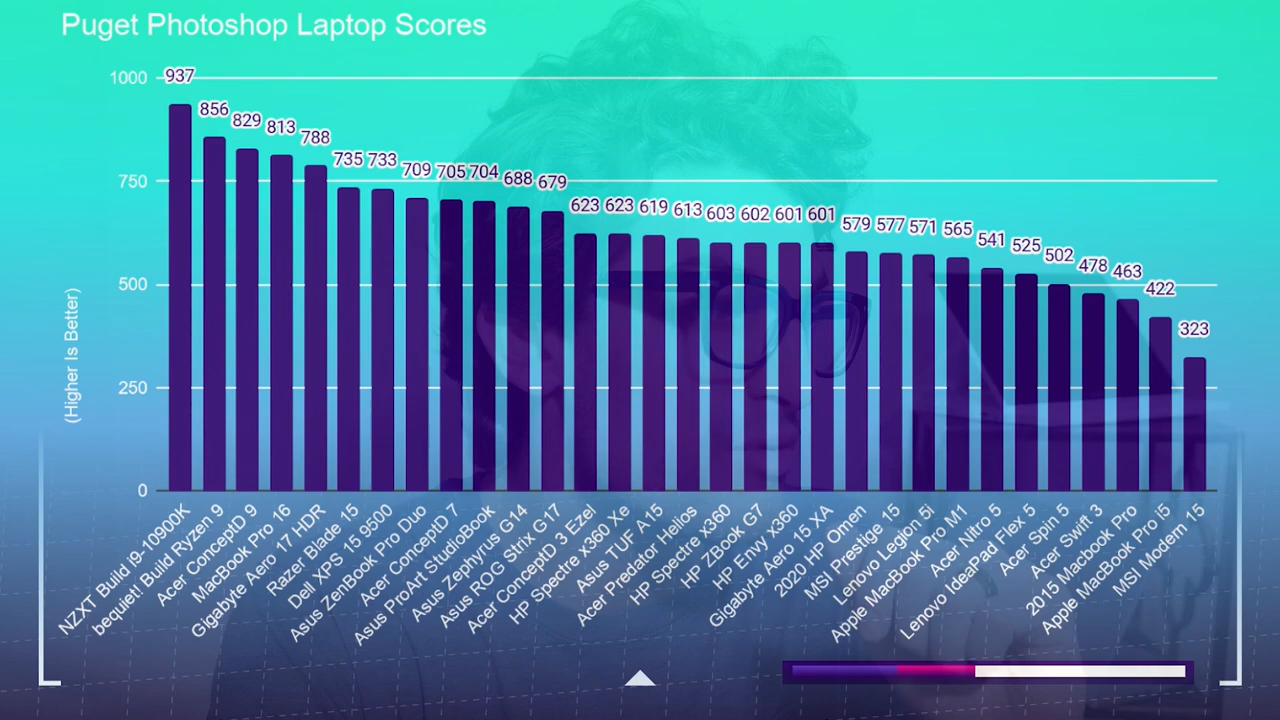 Puget Photoshop Laptop Scores
(Higher Is Better)
1000
750
500
250
0
937
856
829
813
788
735
733
709
705
704
688
679
623
623
619
613
603
602
601
601
579
577
571
565
541
525
502
478
463
422
323
NZXT Build i9-10900K
bequiet! Build Ryzen 9
Acer ConceptD 9
MacBook Pro 16
Gigabyte Aero 17 HDR
Razer Blade 15
Dell XPS 15 9500
Asus ZenBook Pro Duo
Acer ConceptD 7
Asus ProArt StudioBook
Asus Zephyrus G14
Asus ROG Strix G17
Acer ConceptD 3 Ezel
HP Spectre x360 Xe
Asus TUF A15
Acer Predator Helios
HP Spectre x360
HP ZBook G7
HP Envy x360
Gigabyte Aero 15 XA
2020 HP Omen
MSI Prestige 15
Lenovo Legion 5i
Apple MacBook Pro M1
Acer Nitro 5
Lenovo IdeaPad Flex 5
Acer Spin 5
Acer Swift 3
2015 Macbook Pro
Apple MacBook Pro i5
MSI Modern 15